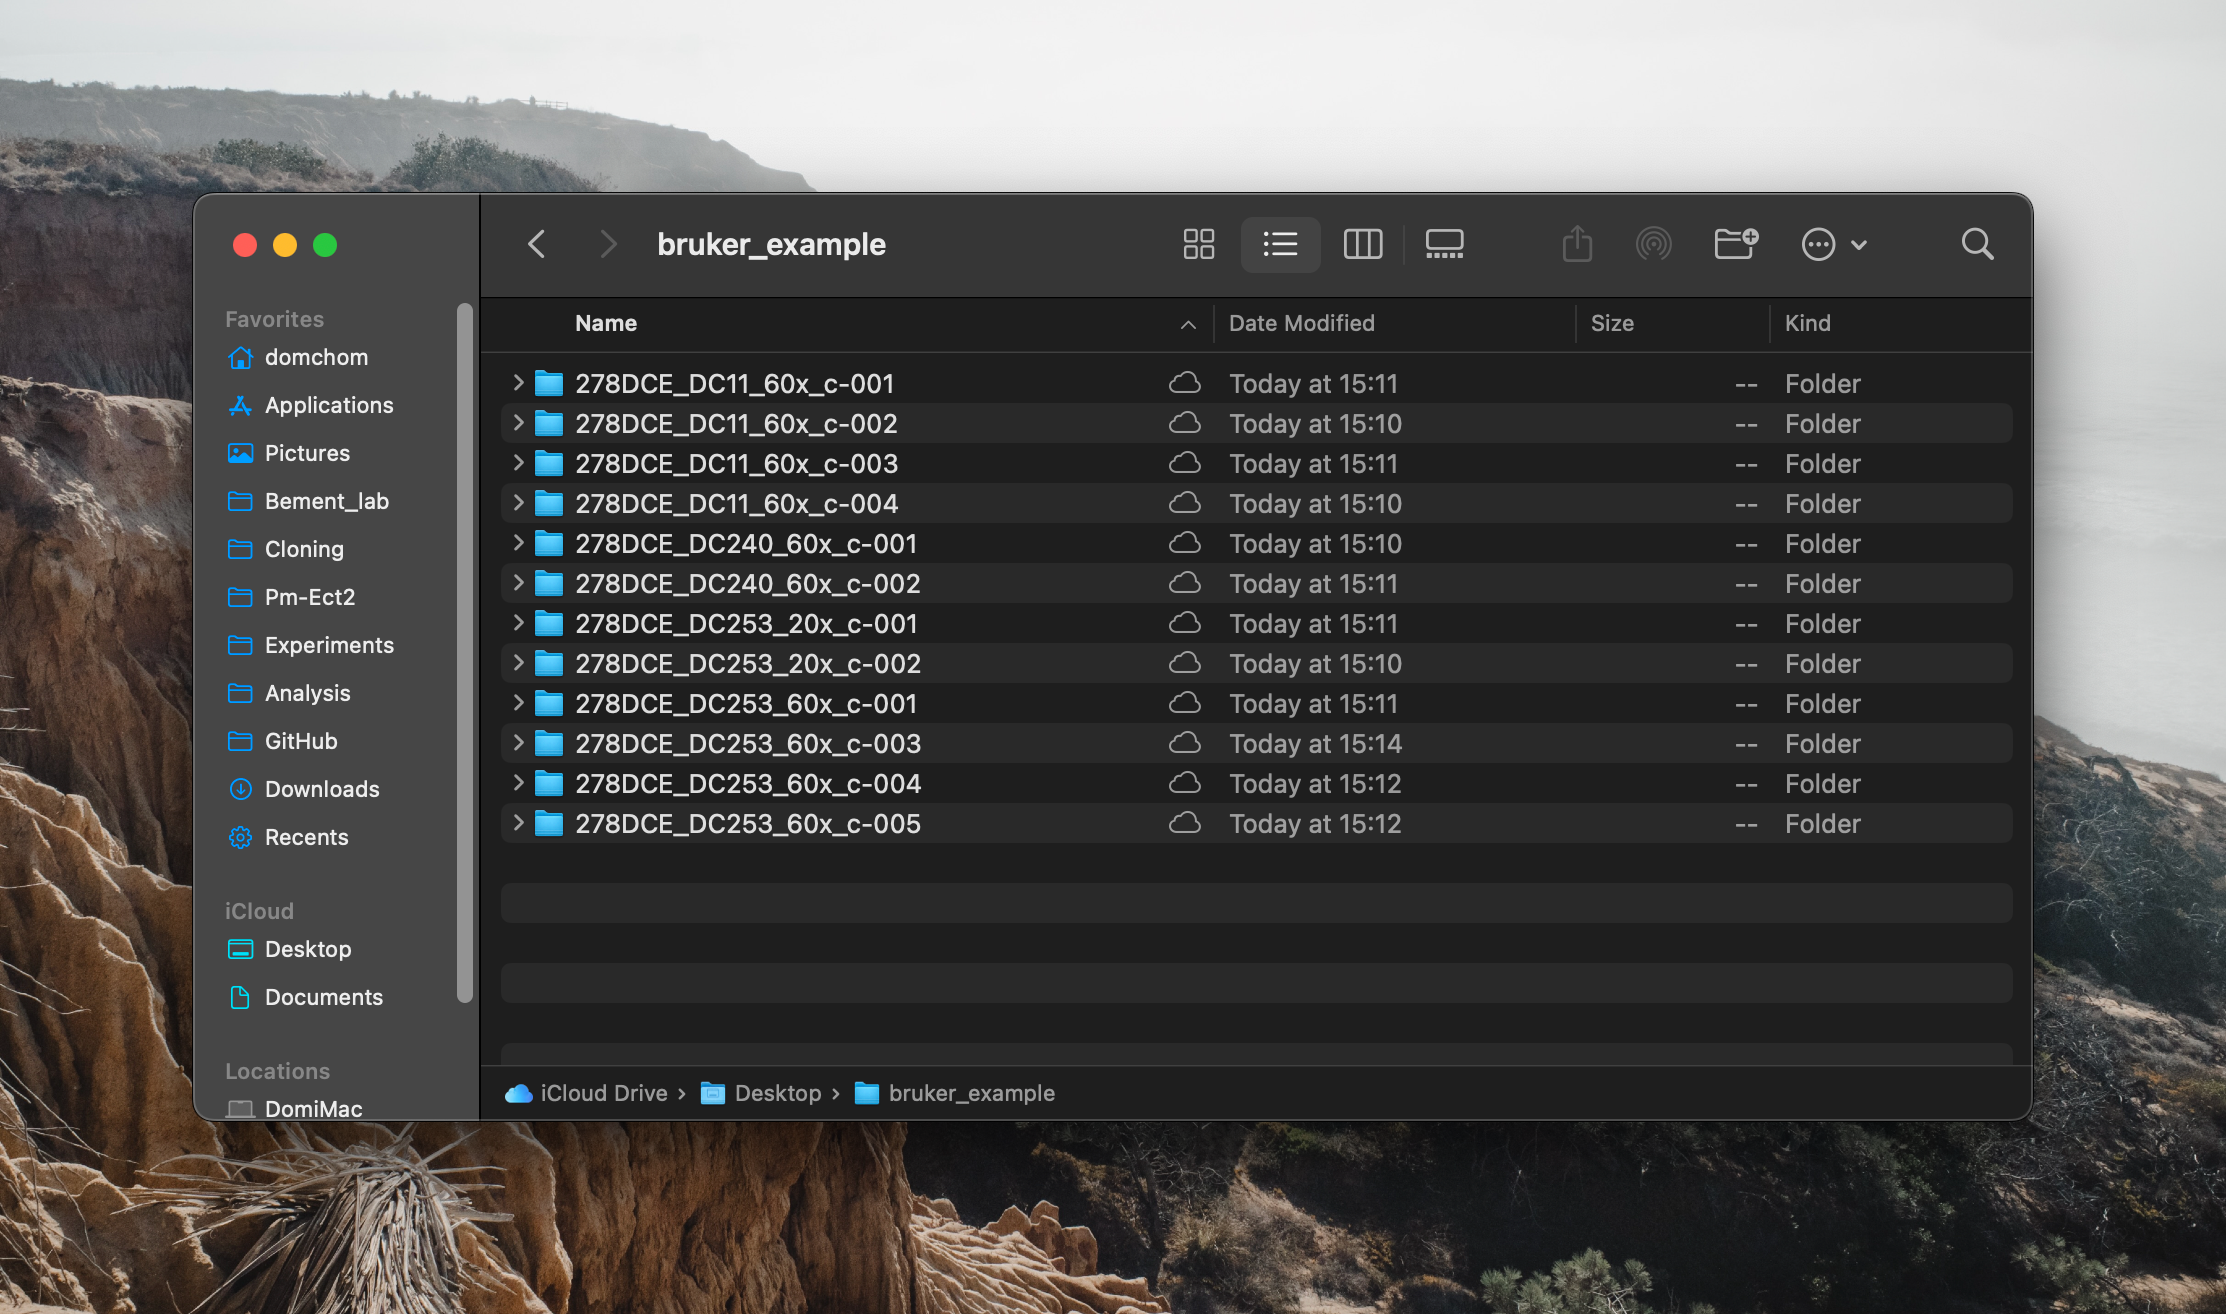 bruker_example
Favorites
domchom
Applications
Pictures
Bement_lab
Cloning
Pm-Ect2
Experiments
Analysis
GitHub
Downloads
Recents
iCloud
Desktop
Documents
Locations
DomiMac
Name Date Modified Size Kind
278DCE_DC11_60x_c-001 Today at 15:11 -- Folder
278DCE_DC11_60x_c-002 Today at 15:10 -- Folder
278DCE_DC11_60x_c-003 Today at 15:11 -- Folder
278DCE_DC11_60x_c-004 Today at 15:10 -- Folder
278DCE_DC240_60x_c-001 Today at 15:10 -- Folder
278DCE_DC240_60x_c-002 Today at 15:11 -- Folder
278DCE_DC253_20x_c-001 Today at 15:11 -- Folder
278DCE_DC253_20x_c-002 Today at 15:10 -- Folder
278DCE_DC253_60x_c-001 Today at 15:11 -- Folder
278DCE_DC253_60x_c-003 Today at 15:14 -- Folder
278DCE_DC253_60x_c-004 Today at 15:12 -- Folder
278DCE_DC253_60x_c-005 Today at 15:12 -- Folder
iCloud Drive › Desktop › bruker_example